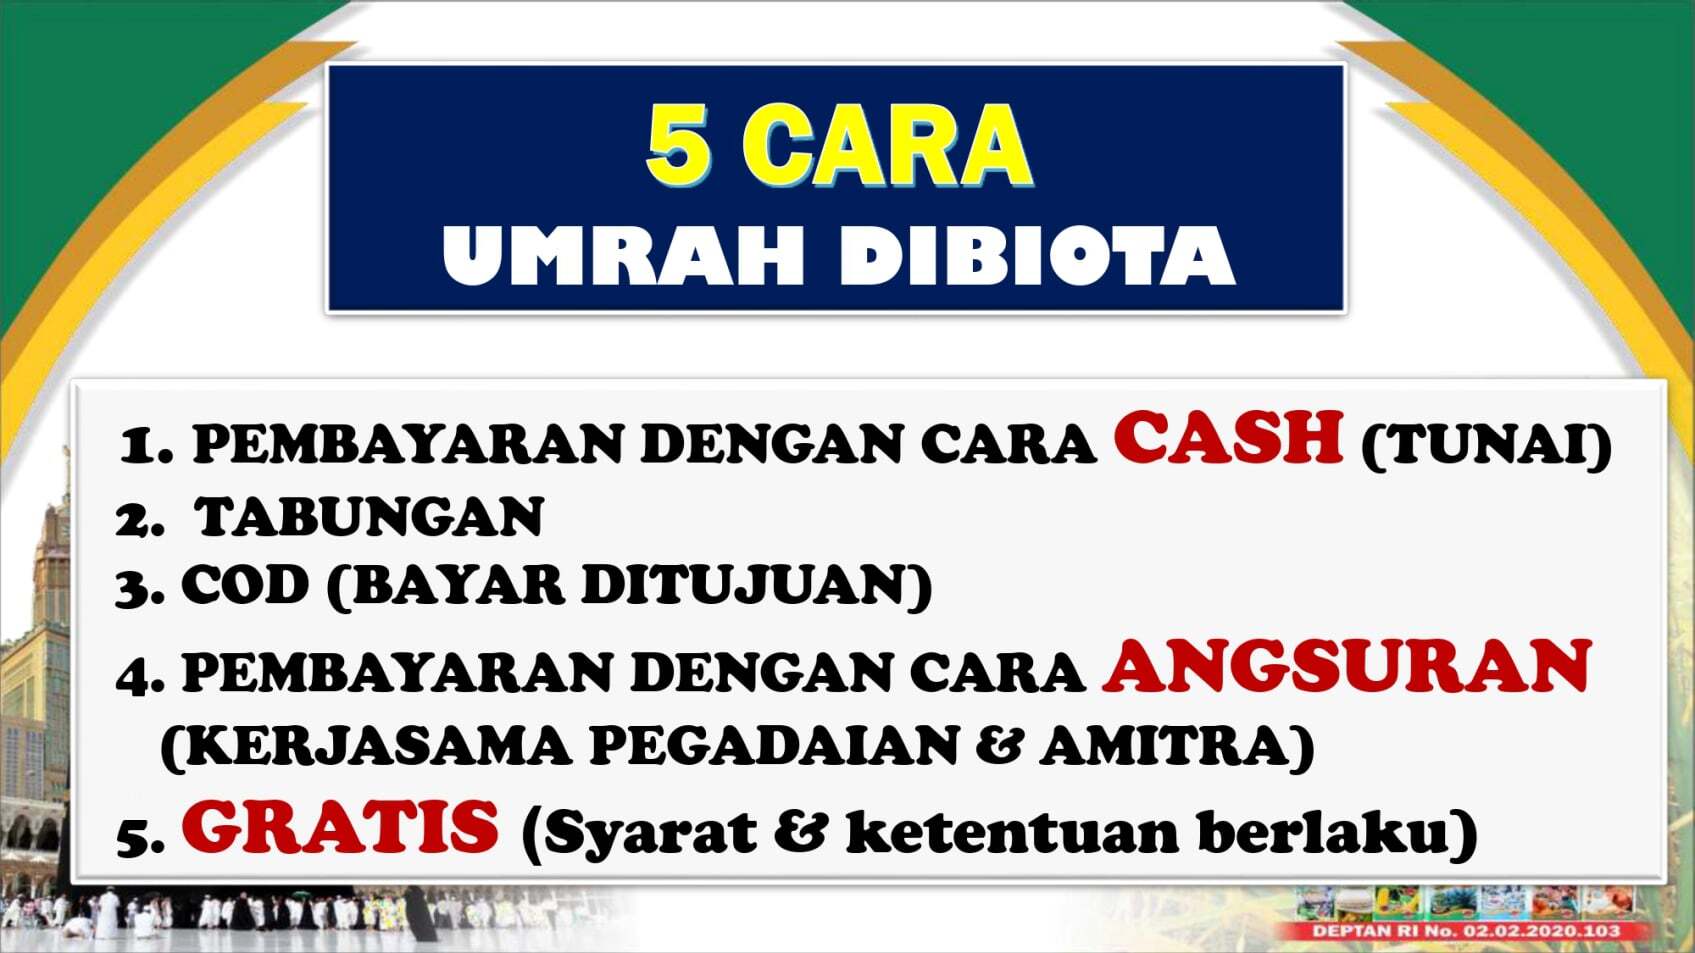 5 CARA
UMRAH DIBIOTA
1. PEMBAYARAN DENGAN CARA CASH (TUNAI)
2. TABUNGAN
3. COD (BAYAR DITUJUAN)
4. PEMBAYARAN DENGAN CARA ANGSURAN
(KERJASAMA PEGADAIAN & AMITRA)
5. GRATIS (Syarat & ketentuan berlaku)
DEPTAN RI No. 02.02.2020.103